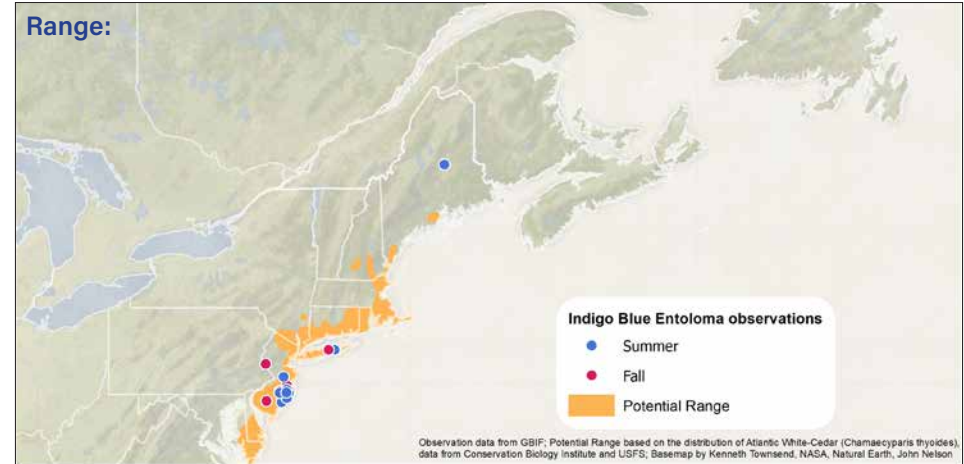 Range:
Indigo Blue Entoloma observations
Summer
Fall
Potential Range
Observation data from GBIF; Potential Range based on the distribution of Atlantic White-Cedar (Chamaecyparis thyoides),
data from Conservation Biology Institute and USFS; Basemap by Kenneth Townsend, NASA, Natural Earth, John Nelson